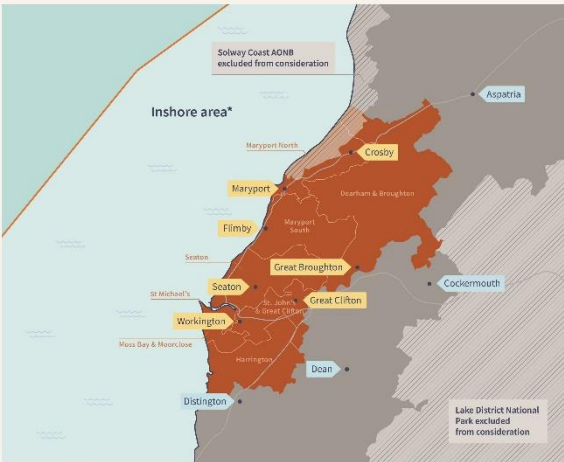 Solway Coast AONB
excluded from consideration
Aspatria
Inshore area*
Maryport North
Crosby
Maryport
Dearham & Broughton
Maryport
South
Flimby
Seaton
Great Broughton
Seaton
Cockermouth
St Michael's
St. John's
& Great Clifton
Great Clifton
Workington
Moss Bay & Moorclose
Harrington
Dean
Distington
Lake District National
Park excluded
from consideration